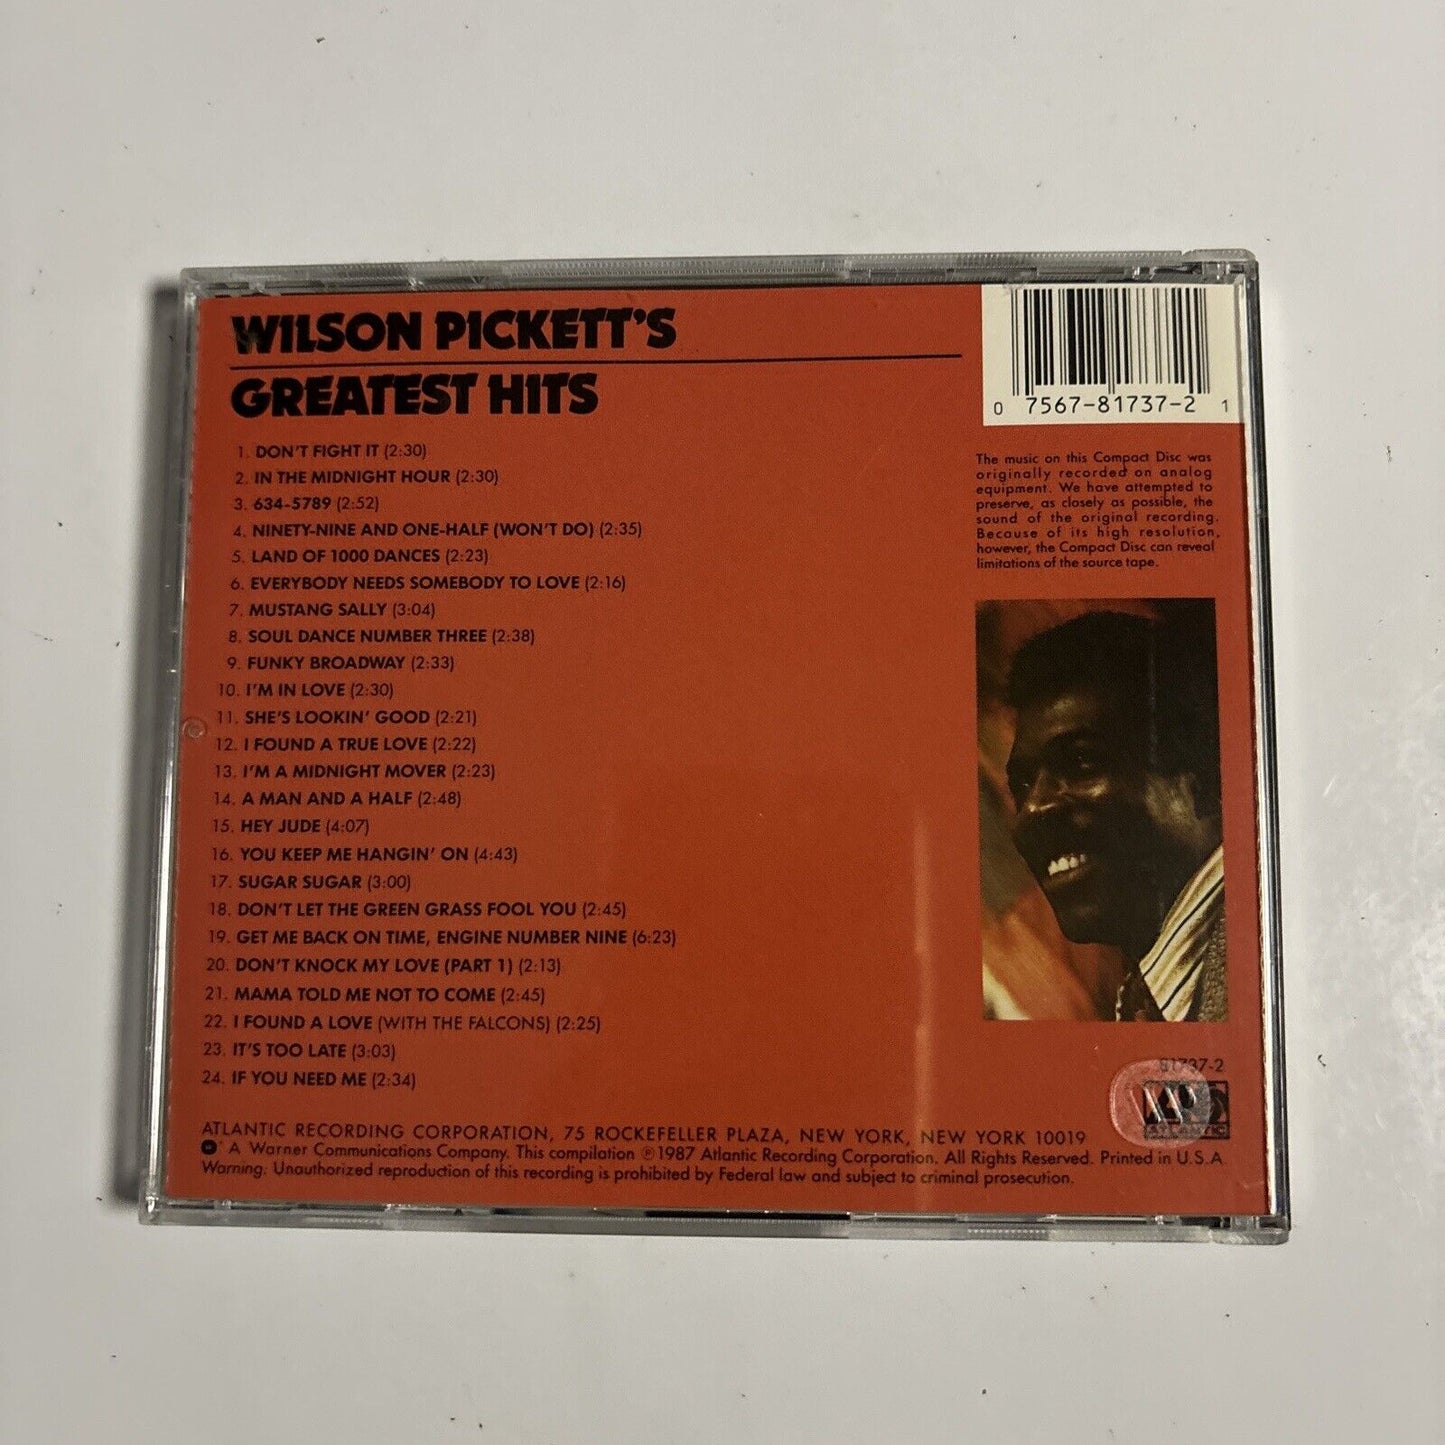 WILSON PICKETT'S
GREATEST HITS
1. DON'T FIGHT IT (2:30)
2. IN THE MIDNIGHT HOUR (2:30)
3. 634-5789 (2:52)
4. NINETY-NINE AND ONE-HALF (WON'T DO) (2:35)
5. LAND OF 1000 DANCES (2:23)
6. EVERYBODY NEEDS SOMEBODY TO LOVE (2:16)
7. MUSTANG SALLY (3:04)
8. SOUL DANCE NUMBER THREE (2:38)
9. FUNKY BROADWAY (2:33)
10. I'M IN LOVE (2:30)
11. SHE'S LOOKIN' GOOD (2:21)
12. I FOUND A TRUE LOVE (2:22)
13. I'M A MIDNIGHT MOVER (2:23)
14. A MAN AND A HALF (2:48)
15. HEY JUDE (4:07)
16. YOU KEEP ME HANGIN' ON (4:43)
17. SUGAR SUGAR (3:00)
18. DON'T LET THE GREEN GRASS FOOL YOU (2:45)
19. GET ME BACK ON TIME, ENGINE NUMBER NINE (6:23)
20. DON'T KNOCK MY LOVE (PART 1) (2:13)
21. MAMA TOLD ME NOT TO COME (2:45)
22. I FOUND A LOVE (WITH THE FALCONS) (2:25)
23. IT'S TOO LATE (3:03)
24. IF YOU NEED ME (2:34)
0 7567-81737-2 1
The music on this Compact Disc was
originally recorded on analog
equipment. We have attempted to
preserve, as closely as possible, the
sound of the original recording.
Because of its high resolution,
however, the Compact Disc can reveal
limitations of the source tape.
81737-2
ATLANTIC
ATLANTIC RECORDING CORPORATION, 75 ROCKEFELLER PLAZA, NEW YORK, NEW YORK 10019
A Warner Communications Company. This compilation ℗1987 Atlantic Recording Corporation. All Rights Reserved. Printed in U.S.A.
Warning: Unauthorized reproduction of this recording is prohibited by Federal law and subject to criminal prosecution.